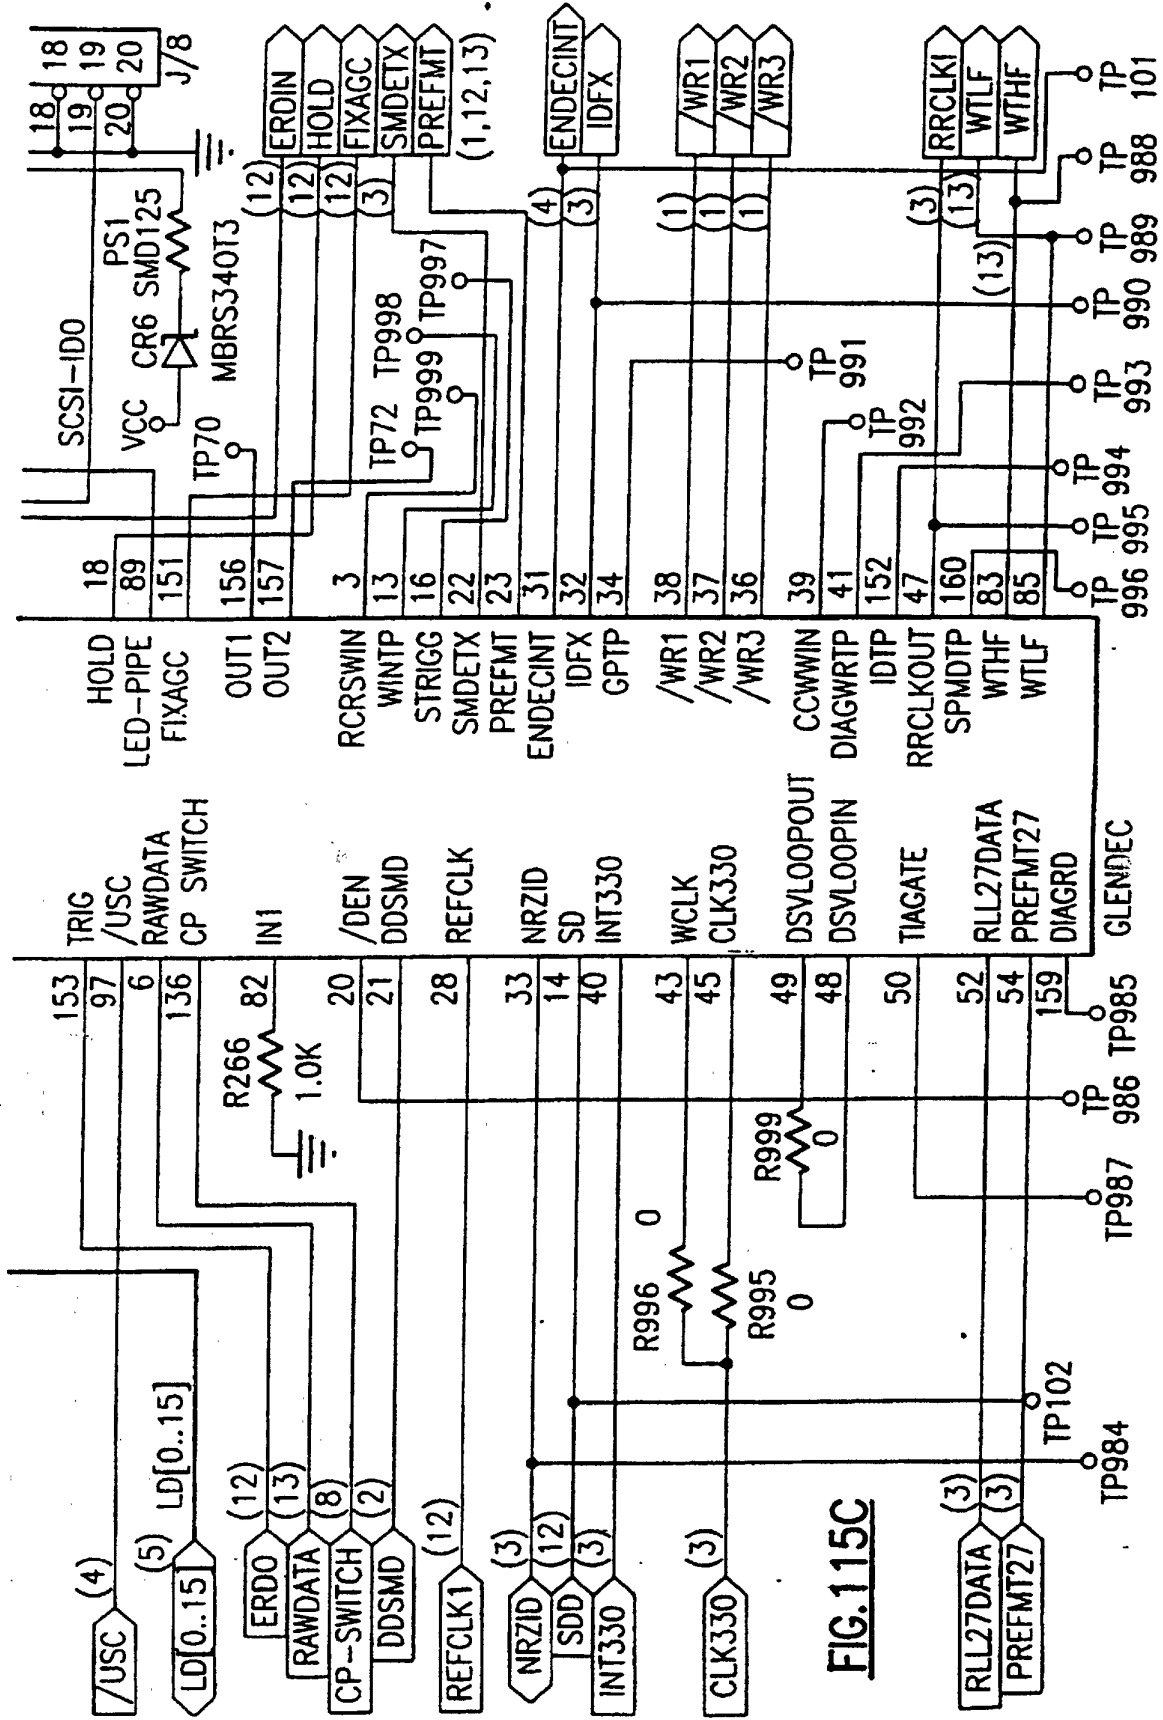 18
19
20
J/8
18
19
20
ERDIN
HOLD
FIXAGC
SMDETX
PREFMT
(12)
(12)
(12)
(3)
(1,12,13)
ENDECINT
IDFX
(4)
(3)
/WR1
/WR2
/WR3
(1)
(1)
(1)
RRCLKI
WTLF
WTHF
(3)
(13)
(13)
TP
101
TP
988
TP
989
TP
990
TP
991
TP
992
TP
993
TP
994
TP
995
TP
996
PS1
SMD125
CR6
MBRS340T3
VCC
SCSI-ID0
TP70
TP72
TP997
TP998
TP999
18 HOLD
89 LED-PIPE
151 FIXAGC
156 OUT1
157 OUT2
3 RCRSWIN
13 WINTP
16 STRIGG
22 SMDETX
23 PREFMT
31 ENDECINT
32 IDFX
34 GPTP
38 /WR1
37 /WR2
36 /WR3
39 CCWWIN
41 DIAGWRTP
152 IDTP
47 RRCLKOUT
160 SPMDTP
83 WTHF
85 WTLF
TRIG 153
/USC 97
RAWDATA 6
CP SWITCH 136
IN1 82
/DEN 20
DDSMD 21
REFCLK 28
NRZID 33
SD 14
INT330 40
WCLK 43
CLK330 45
DSVLOOPOUT 49
DSVLOOPIN 48
TIAGATE 50
RLL27DATA 52
PREFMT27 54
DIAGRD 159
GLENDEC
R266
1.0K
R999
0
R996
0
R995
0
TP985
TP
986
TP987
TP102
TP984
/USC (4)
LD[0..15] (5)
LD[0..15]
ERDO (12)
RAWDATA (13)
CP-SWITCH (8)
DDSMD (2)
REFCLK1 (12)
NRZID (3)
SDD (12)
INT330 (3)
CLK330 (3)
RLL27DATA (3)
PREFMT27 (3)
FIG.115C